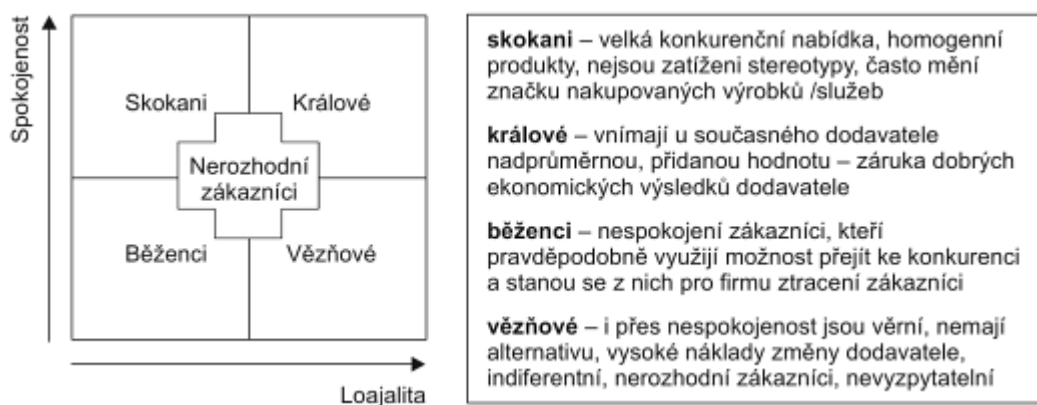 Spokojenost
Skokani
Králové
Nerozhodní
zákazníci
Běženci
Vězňové
Loajalita
skokani – velká konkurenční nabídka, homogenní
produkty, nejsou zatíženi stereotypy, často mění
značku nakupovaných výrobků /služeb
králové – vnímají u současného dodavatele
nadprůměrnou, přidanou hodnotu – záruka dobrých
ekonomických výsledků dodavatele
běženci – nespokojení zákazníci, kteří
pravděpodobně využijí možnost přejít ke konkurenci
a stanou se z nich pro firmu ztracení zákazníci
vězňové – i přes nespokojenost jsou věrní, nemají
alternativu, vysoké náklady změny dodavatele,
indiferentní, nerozhodní zákazníci, nevyzpytatelní